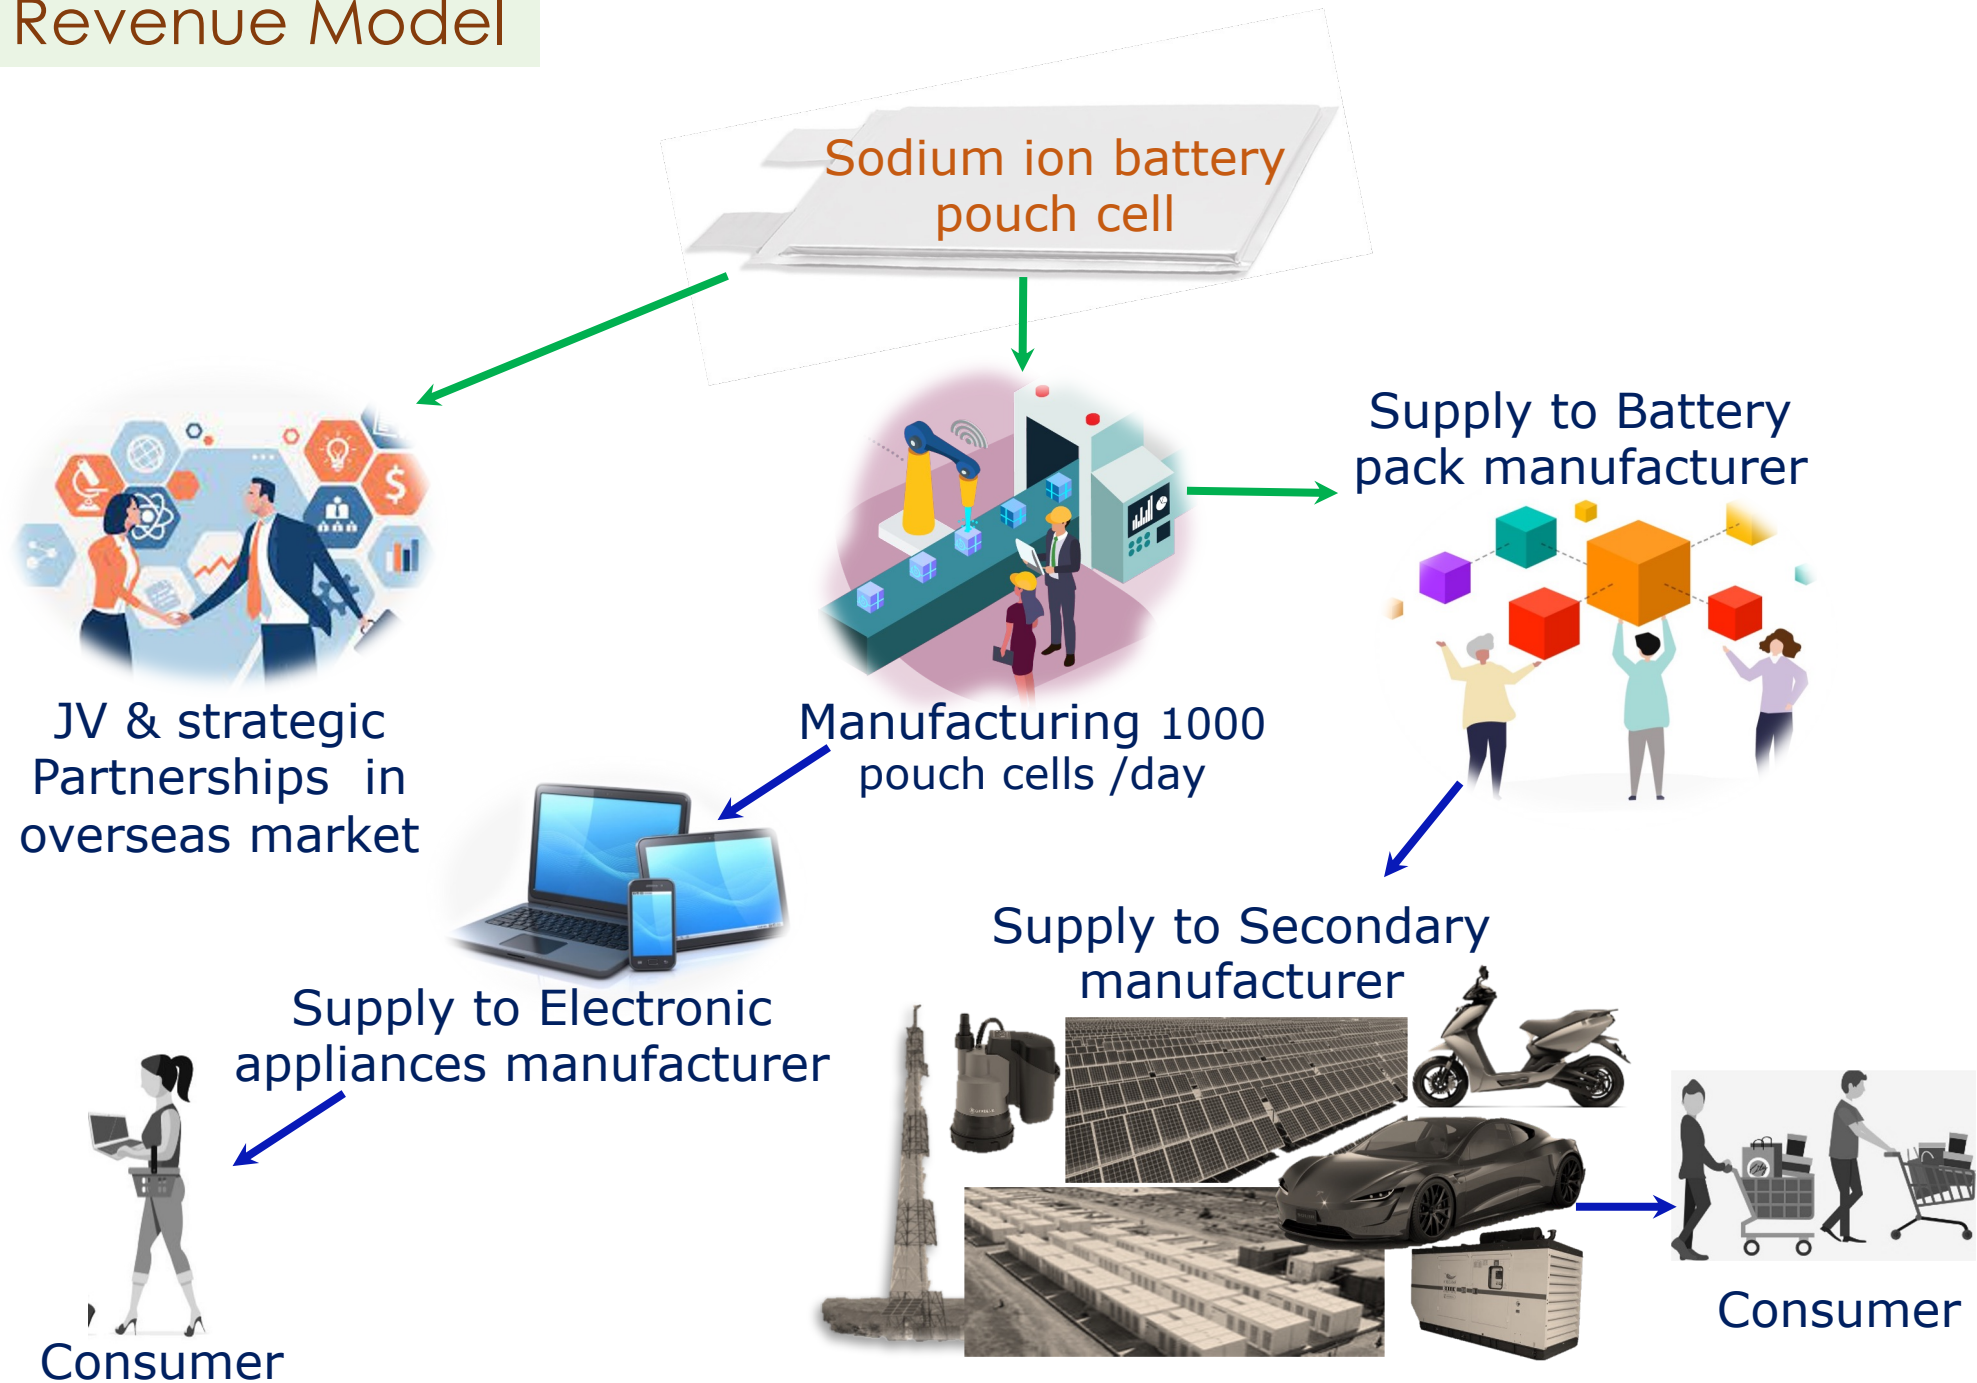 Revenue Model
Sodium ion battery
pouch cell
Supply to Battery
pack manufacturer
JV & strategic
Partnerships in
overseas market
Manufacturing 1000
pouch cells /day
Supply to Secondary
manufacturer
Supply to Electronic
appliances manufacturer
Consumer
Consumer